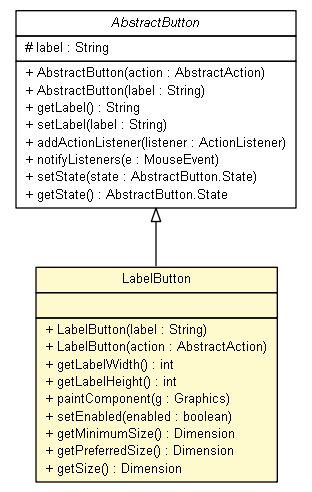 AbstractButton
# label : String
+ AbstractButton(action : AbstractAction)
+ AbstractButton(label : String)
+ getLabel() : String
+ setLabel(label : String)
+ addActionListener(listener : ActionListener)
+ notifyListeners(e : MouseEvent)
+ setState(state : AbstractButton.State)
+ getState() : AbstractButton.State
LabelButton
+ LabelButton(label : String)
+ LabelButton(action : AbstractAction)
+ getLabelWidth() : int
+ getLabelHeight() : int
+ paintComponent(g : Graphics)
+ setEnabled(enabled : boolean)
+ getMinimumSize() : Dimension
+ getPreferredSize() : Dimension
+ getSize() : Dimension